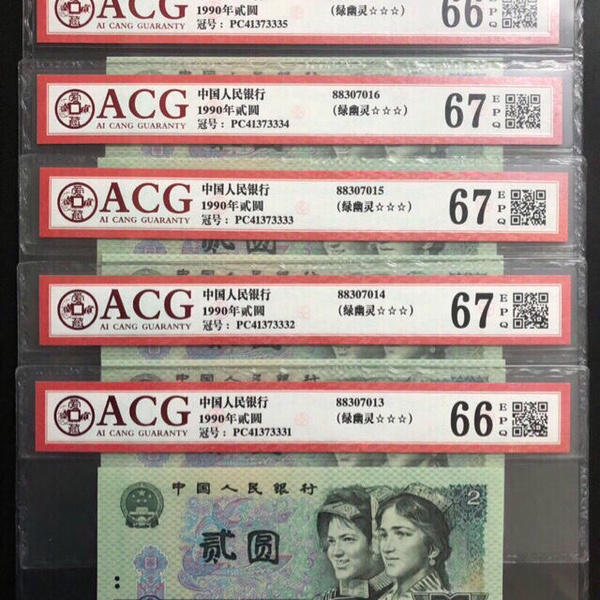 ACG
AI CANG GUARANTY
1990年贰圆
冠号：PC41373335
(绿幽灵☆☆☆)
66
EPQ
ACG
AI CANG GUARANTY
中国人民银行
1990年贰圆
冠号：PC41373334
88307016
(绿幽灵☆☆☆)
67
EPQ
ACG
AI CANG GUARANTY
中国人民银行
1990年贰圆
冠号：PC41373333
88307015
(绿幽灵☆☆☆)
67
EPQ
贰圆
ACG
AI CANG GUARANTY
中国人民银行
1990年贰圆
冠号：PC41373332
88307014
(绿幽灵☆☆☆)
67
EPQ
ACG
AI CANG GUARANTY
中国人民银行
1990年贰圆
冠号：PC41373331
88307013
(绿幽灵☆☆☆)
66
EPQ
中国人民银行
贰圆
2